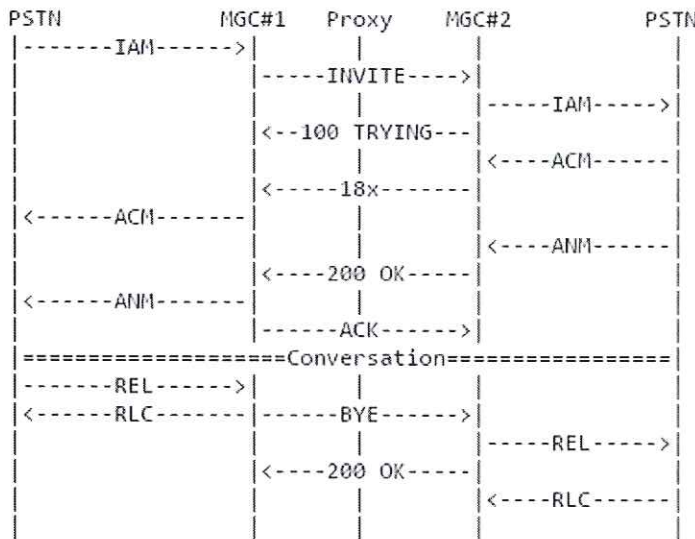 PSTN MGC#1 Proxy MGC#2 PSTN
|-------IAM------>| | | |
| |-----INVITE---->| |
| | | |-----IAM----->|
| |<--100 TRYING---| |
| | | |<----ACM------|
| |<-----18x-------| |
|<------ACM-------| | | |
| | | |<----ANM------|
| |<----200 OK-----| |
|<------ANM-------| | | |
| |------ACK------>| |
|====================Conversation=================|
|-------REL------>| | | |
|<------RLC-------|------BYE------>| |
| | | |-----REL----->|
| |<----200 OK-----| |
| | | |<----RLC------|
| | | | |